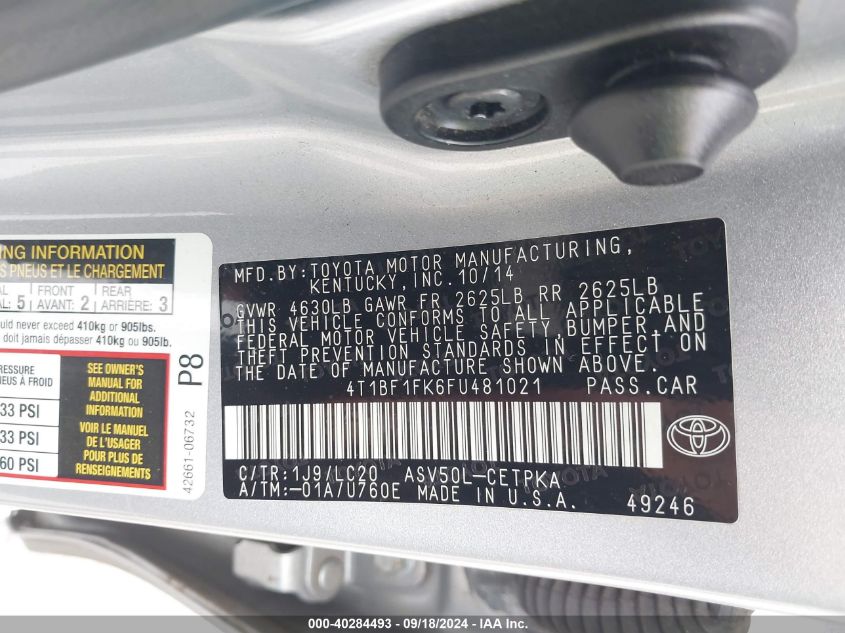 ING INFORMATION
S PNEUS ET LE CHARGEMENT
AL
AL: 5
FRONT
AVANT: 2
REAR
ARRIÈRE: 3
uld never exceed 410kg or 905lbs.
doit jamais dépasser 410kg ou 905lb.
RESSURE
NEUS À FROID
33 PSI
33 PSI
60 PSI
SEE OWNER'S
MANUAL FOR
ADDITIONAL
INFORMATION
VOIR LE MANUEL
DE L'USAGER
POUR PLUS DE
RENSEIGNEMENTS
P8
42661-06732
MFD. BY: TOYOTA MOTOR MANUFACTURING,
KENTUCKY, INC. 10/14
GVWR 4630LB GAWR FR 2625LB RR 2625LB
THIS VEHICLE CONFORMS TO ALL APPLICABLE
FEDERAL MOTOR VEHICLE SAFETY, BUMPER, AND
THEFT PREVENTION STANDARDS IN EFFECT ON
THE DATE OF MANUFACTURE SHOWN ABOVE.
4T1BF1FK6FU481021 PASS.CAR
C/TR:1J9/LC20 ASV50L-CETPKA
A/TM:-01A/U760E MADE IN U.S.A.
49246
000-40284493 - 09/18/2024 - IAA Inc.